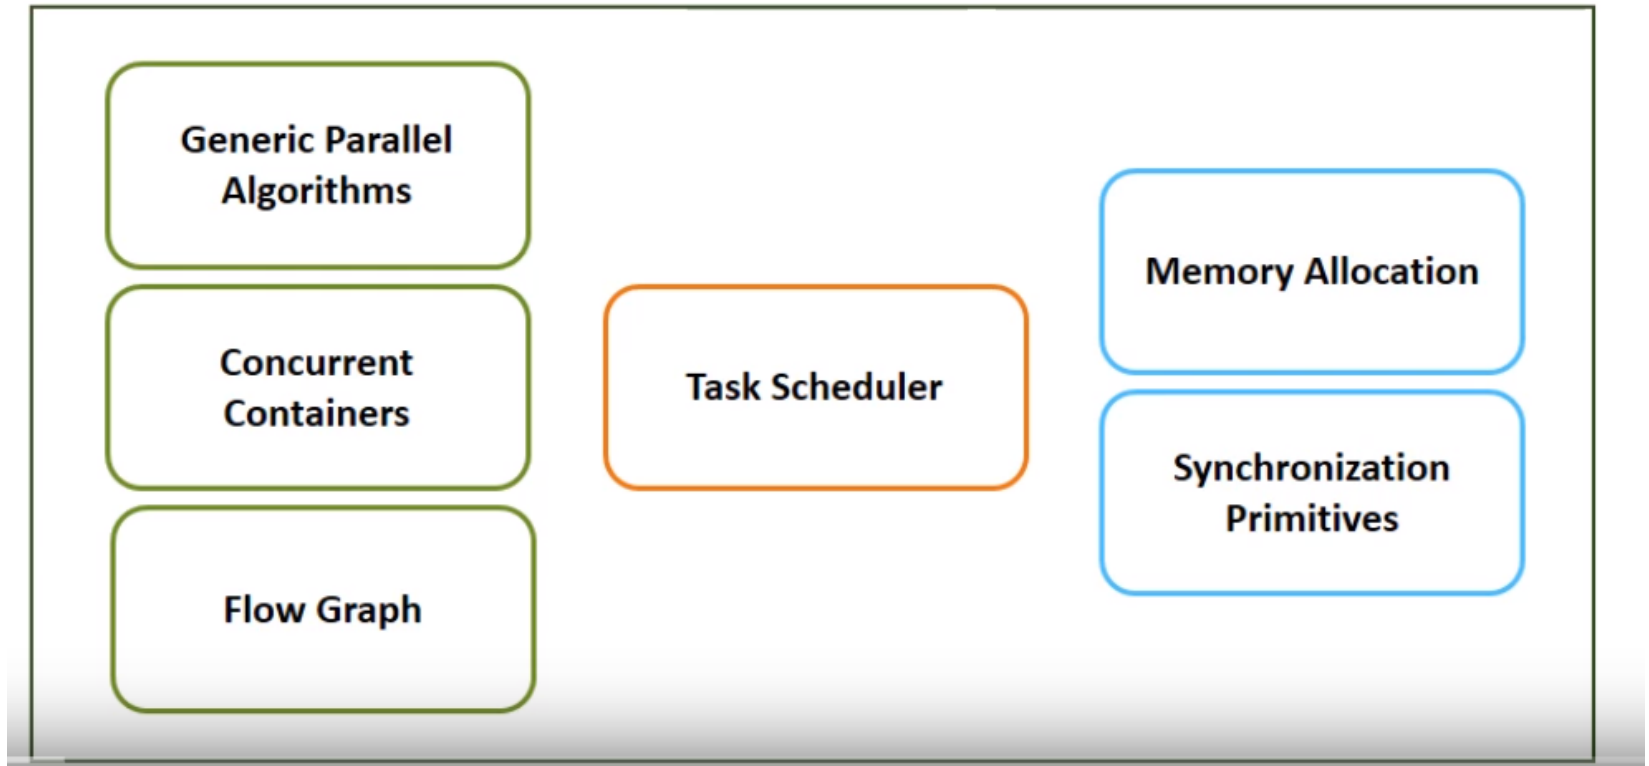 Generic Parallel
Algorithms
Concurrent
Containers
Flow Graph
Task Scheduler
Memory Allocation
Synchronization
Primitives